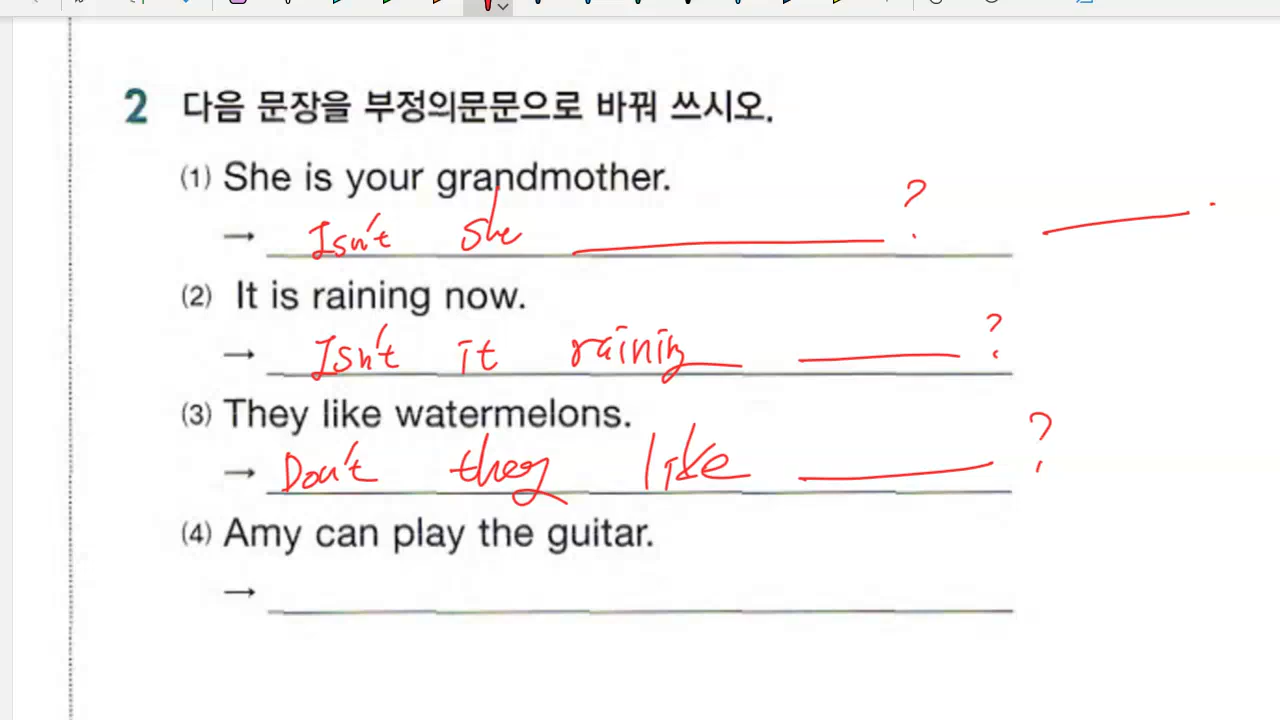 2 다음 문장을 부정의문문으로 바꿔 쓰시오.
(1) She is your grandmother.
→ Isn't she ?
(2) It is raining now.
→ Isn't it raining ?
(3) They like watermelons.
→ Don't they like ?
(4) Amy can play the guitar.
→